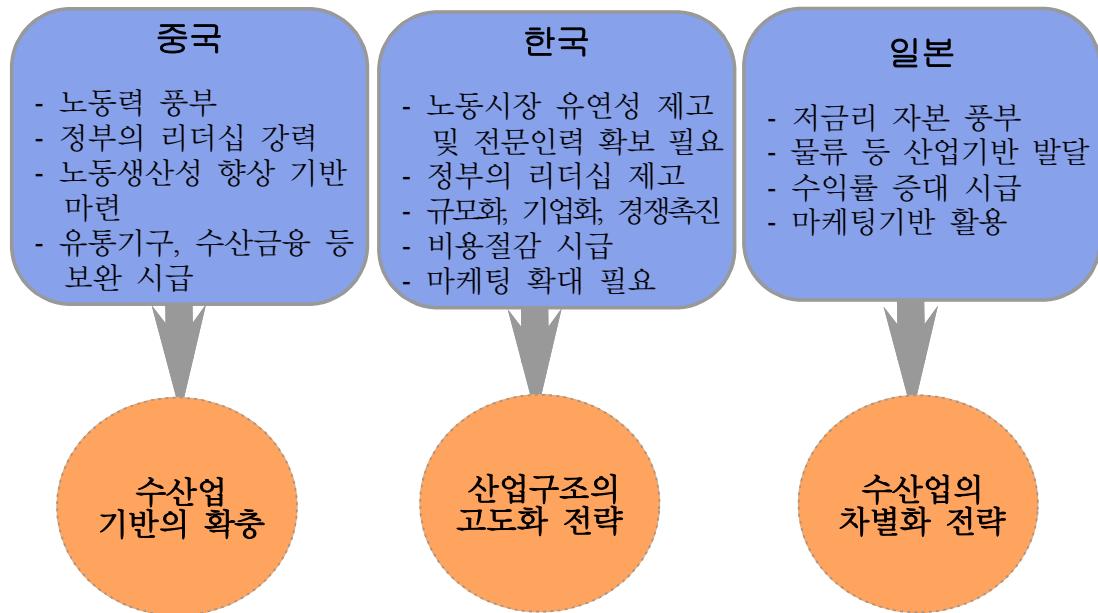 중국
- 노동력 풍부
- 정부의 리더십 강력
- 노동생산성 향상 기반
마련
- 유통기구, 수산금융 등
보완 시급
한국
- 노동시장 유연성 제고
및 전문인력 확보 필요
- 정부의 리더십 제고
- 규모화, 기업화, 경쟁촉진
- 비용절감 시급
- 마케팅 확대 필요
일본
- 저금리 자본 풍부
- 물류 등 산업기반 발달
- 수익률 증대 시급
- 마케팅기반 활용
수산업
기반의 확충
산업구조의
고도화 전략
수산업의
차별화 전략